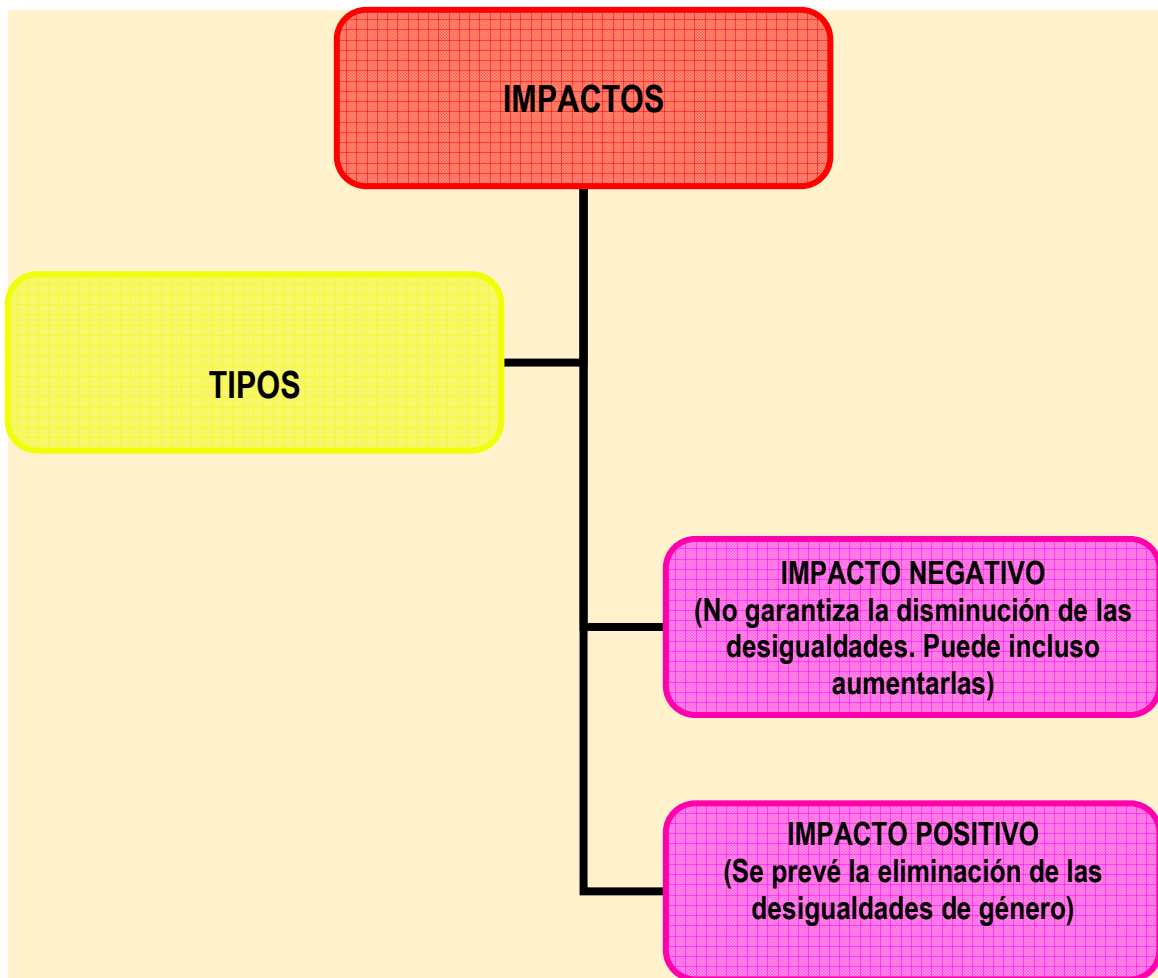 IMPACTOS
TIPOS
IMPACTO NEGATIVO
(No garantiza la disminución de las
desigualdades. Puede incluso
aumentarlas)
IMPACTO POSITIVO
(Se prevé la eliminación de las
desigualdades de género)